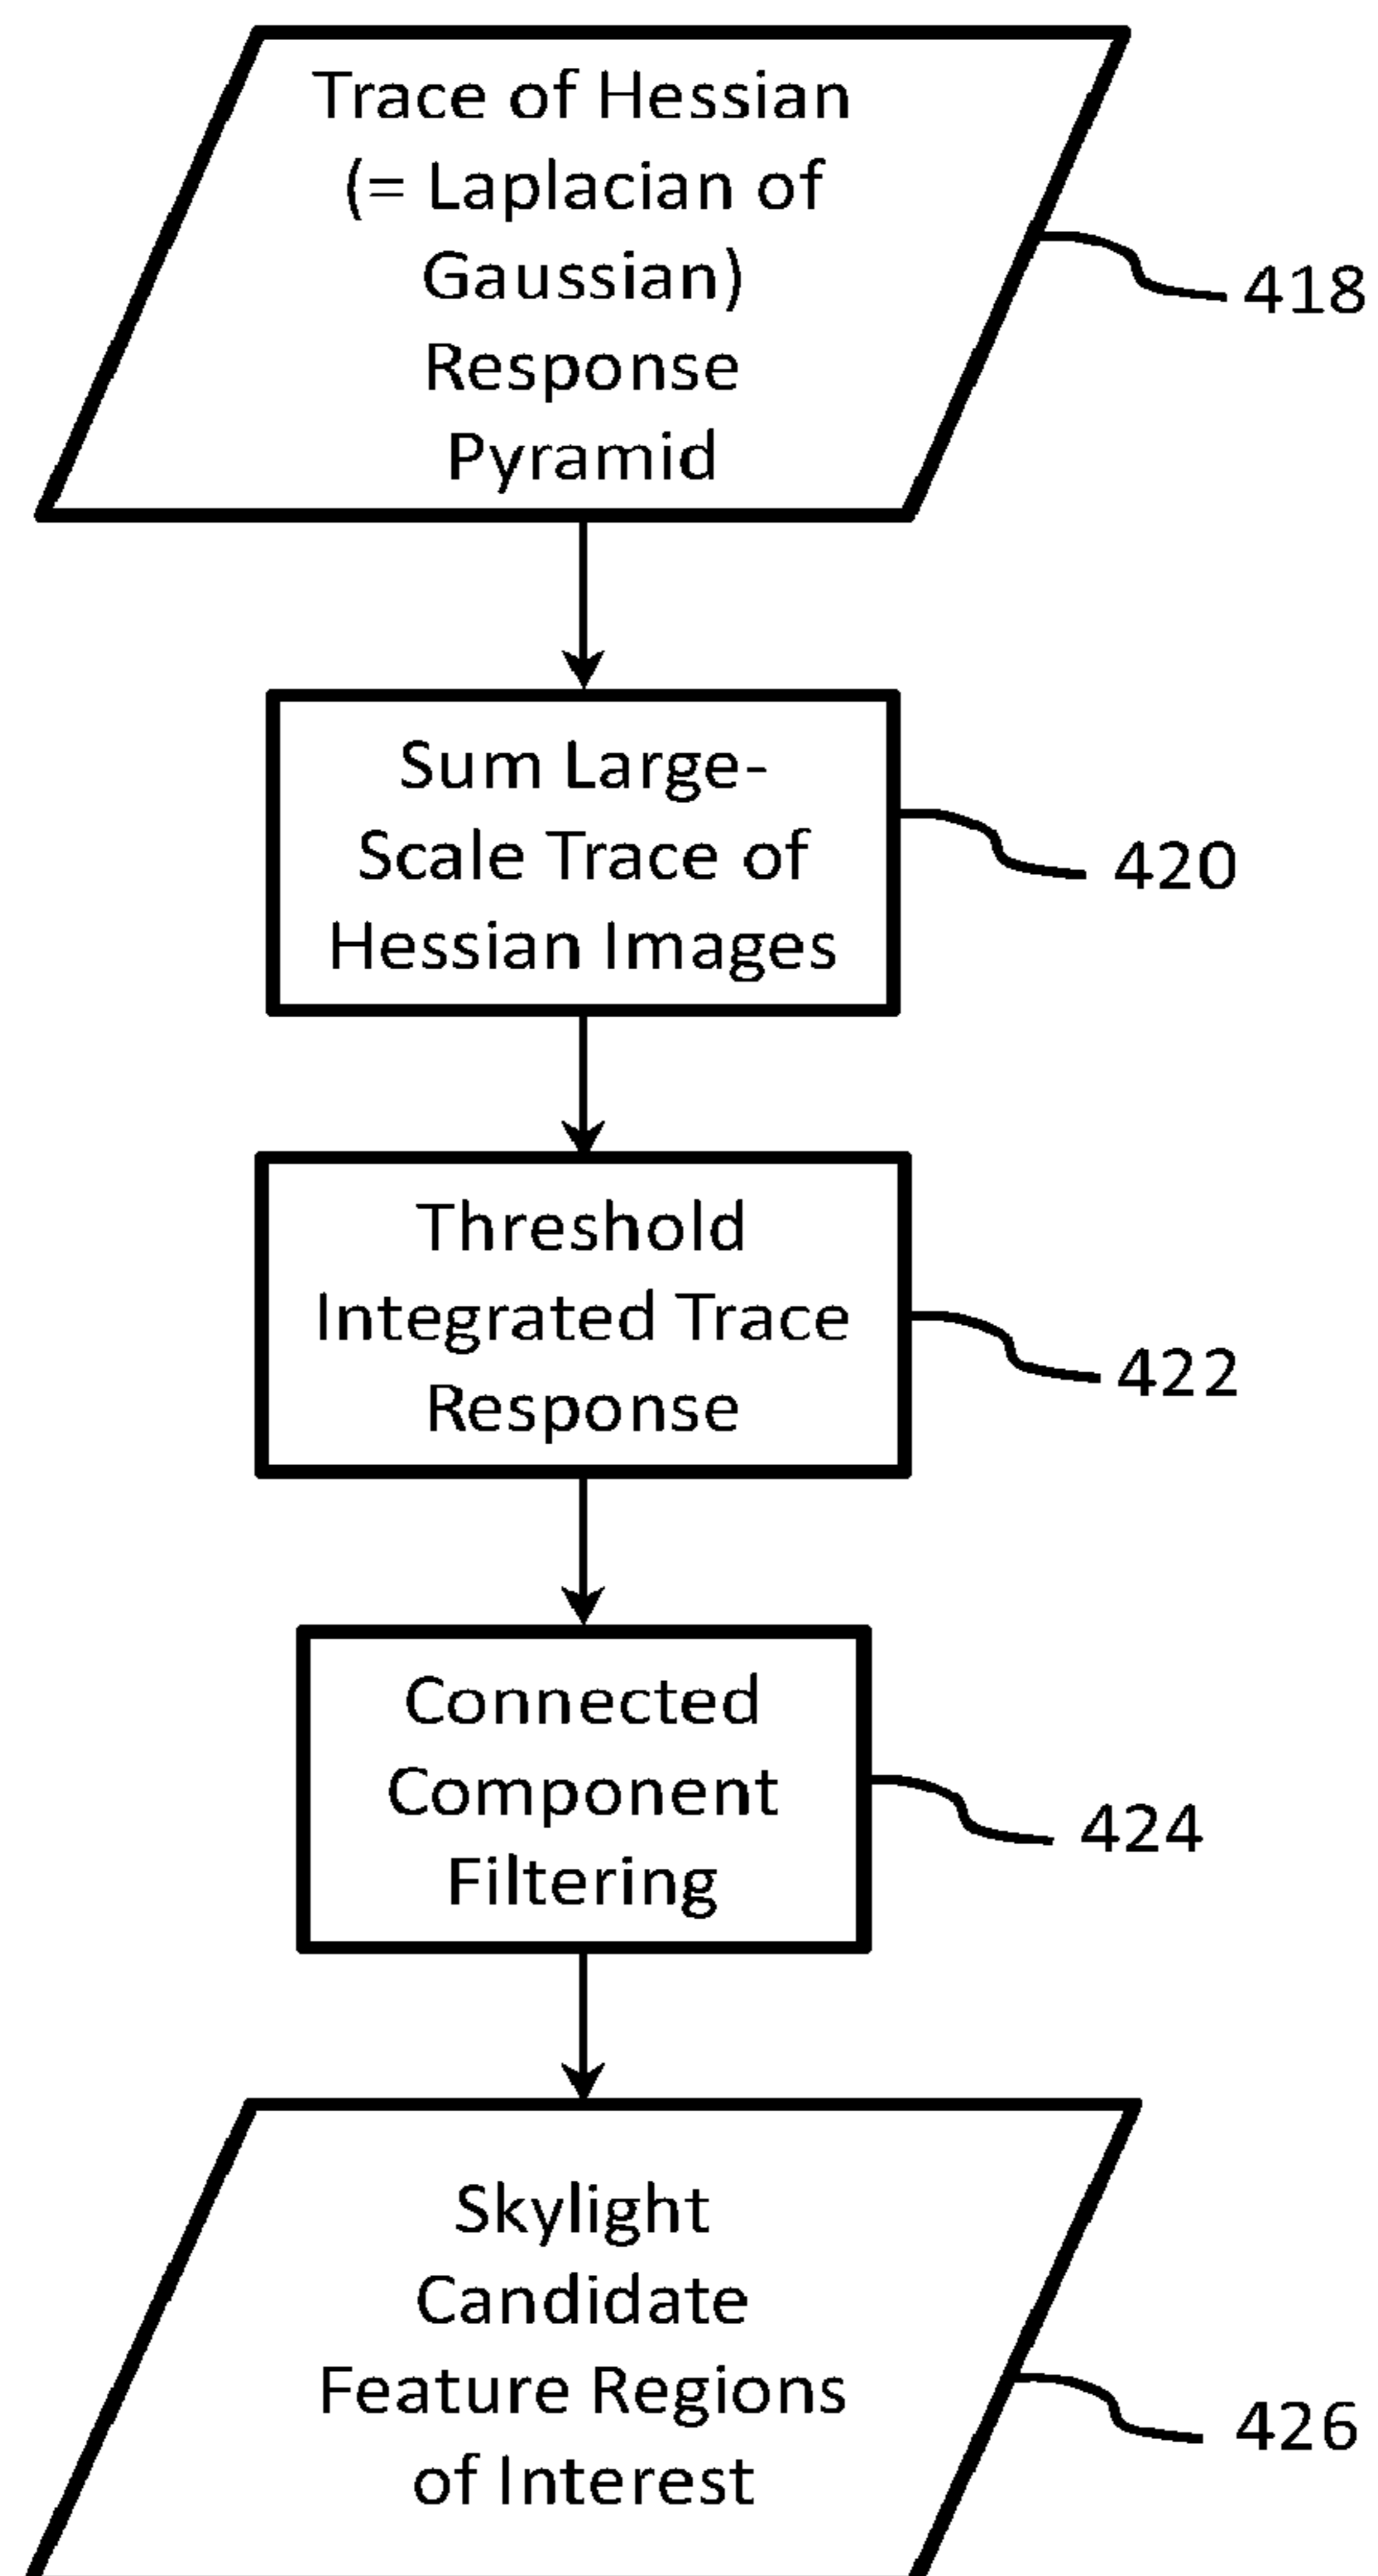 Trace of Hessian
(= Laplacian of
Gaussian)
Response
Pyramid
418
Sum Large-
Scale Trace of
Hessian Images
420
Threshold
Integrated Trace
Response
422
Connected
Component
Filtering
424
Skylight
Candidate
Feature Regions
of Interest
426